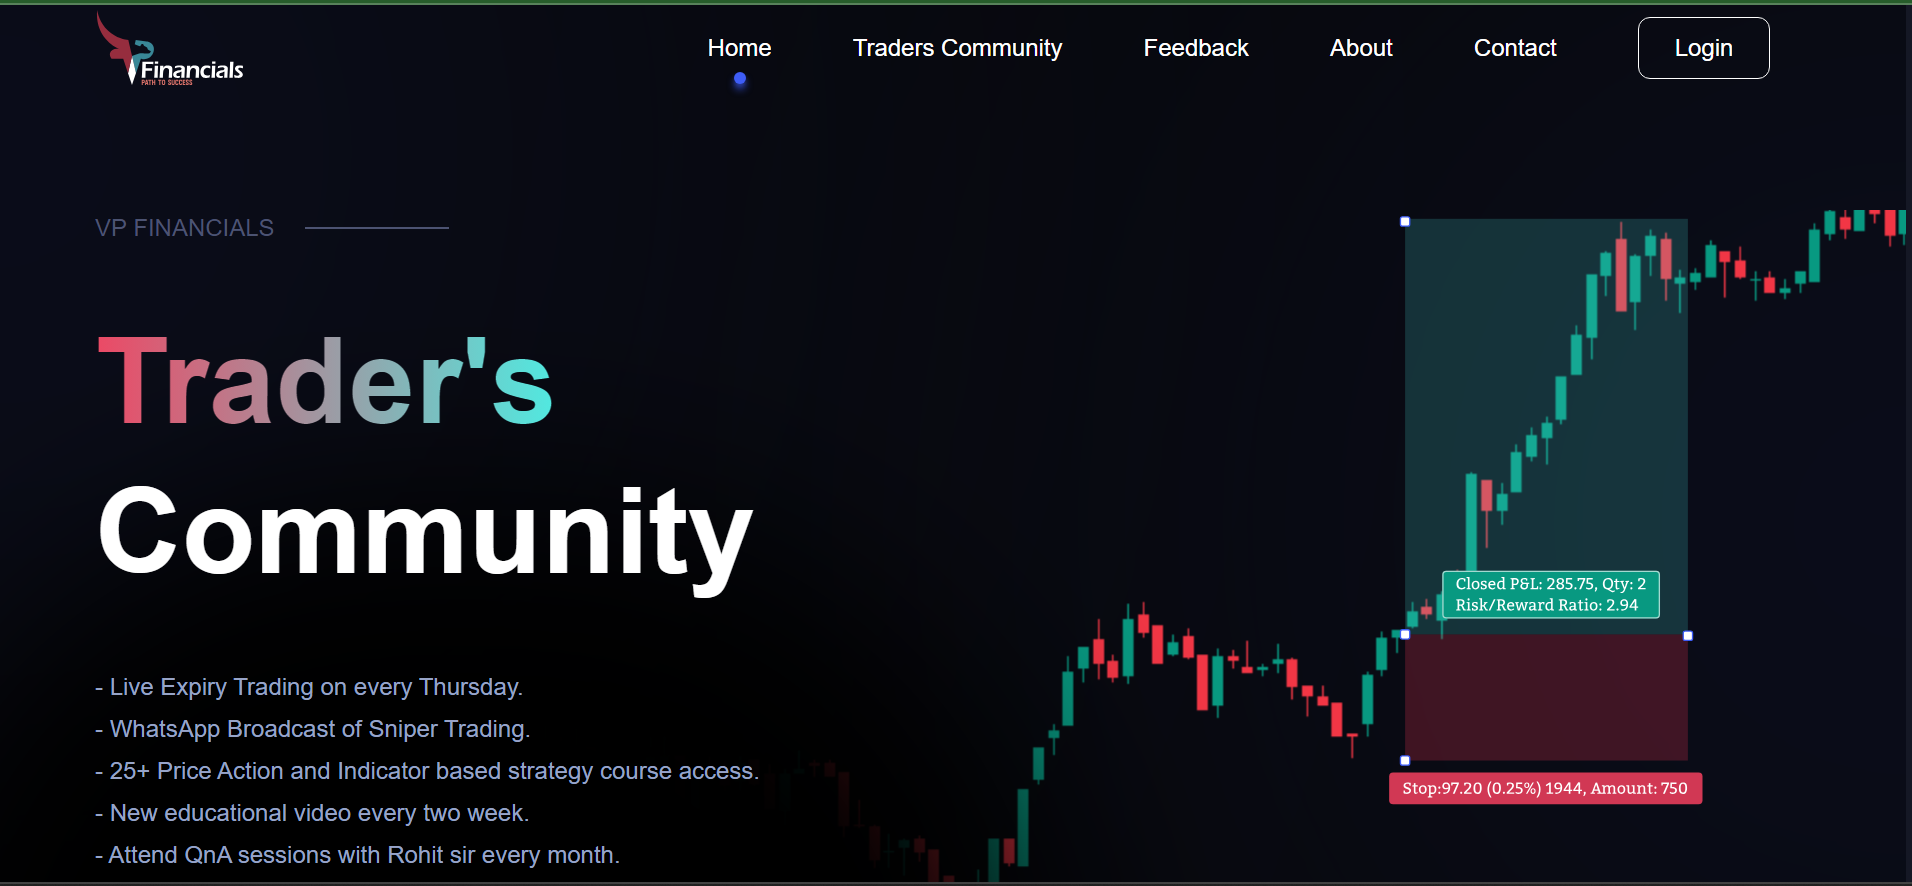 Financials
PATH TO SUCCESS
Home
Traders Community
Feedback
About
Contact
Login
VP FINANCIALS
Trader's
Community
- Live Expiry Trading on every Thursday.
- WhatsApp Broadcast of Sniper Trading.
- 25+ Price Action and Indicator based strategy course access.
- New educational video every two week.
- Attend QnA sessions with Rohit sir every month.
Closed P&L: 285.75, Qty: 2
Risk/Reward Ratio: 2.94
Stop:97.20 (0.25%) 1944, Amount: 750